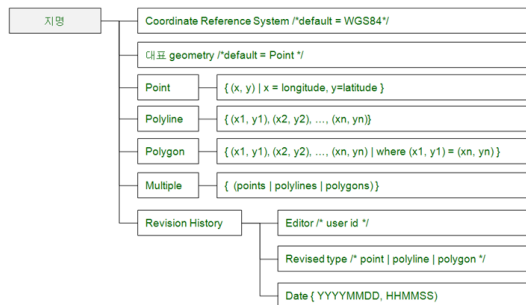 지명
Coordinate Reference System /*default = WGS84*/
대표 geometry /*default = Point */
Point
{ (x, y) | x = longitude, y=latitude }
Polyline
{ (x1, y1), (x2, y2), …, (xn, yn)}
Polygon
{ (x1, y1), (x2, y2), …, (xn, yn) | where (x1, y1) = (xn, yn) }
Multiple
{ (points | polylines | polygons) }
Revision History
Editor /* user id */
Revised type /* point | polyline | polygon */
Date { YYYYMMDD, HHMMSS)